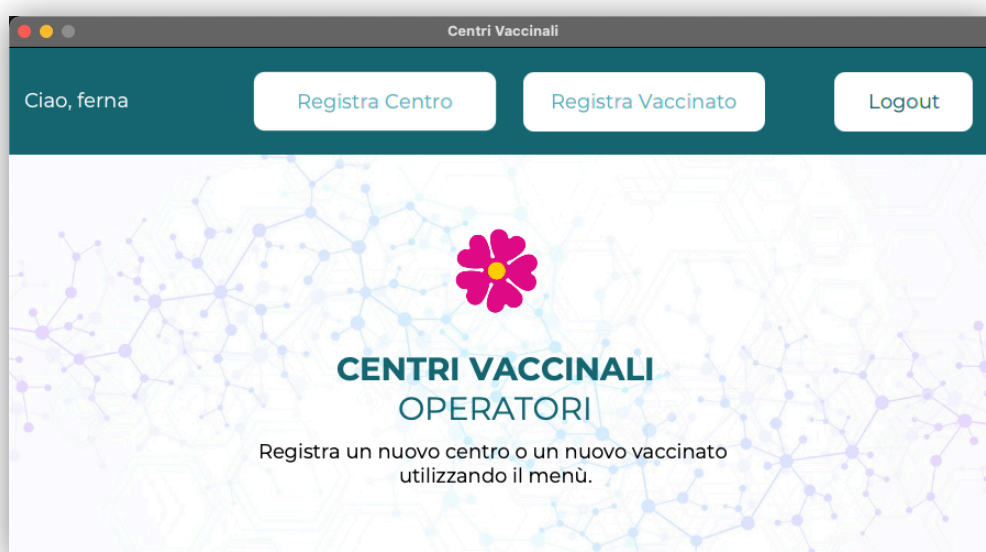 Centri Vaccinali
Ciao, ferna
Registra Centro
Registra Vaccinato
Logout
CENTRI VACCINALI
OPERATORI
Registra un nuovo centro o un nuovo vaccinato
utilizzando il menù.